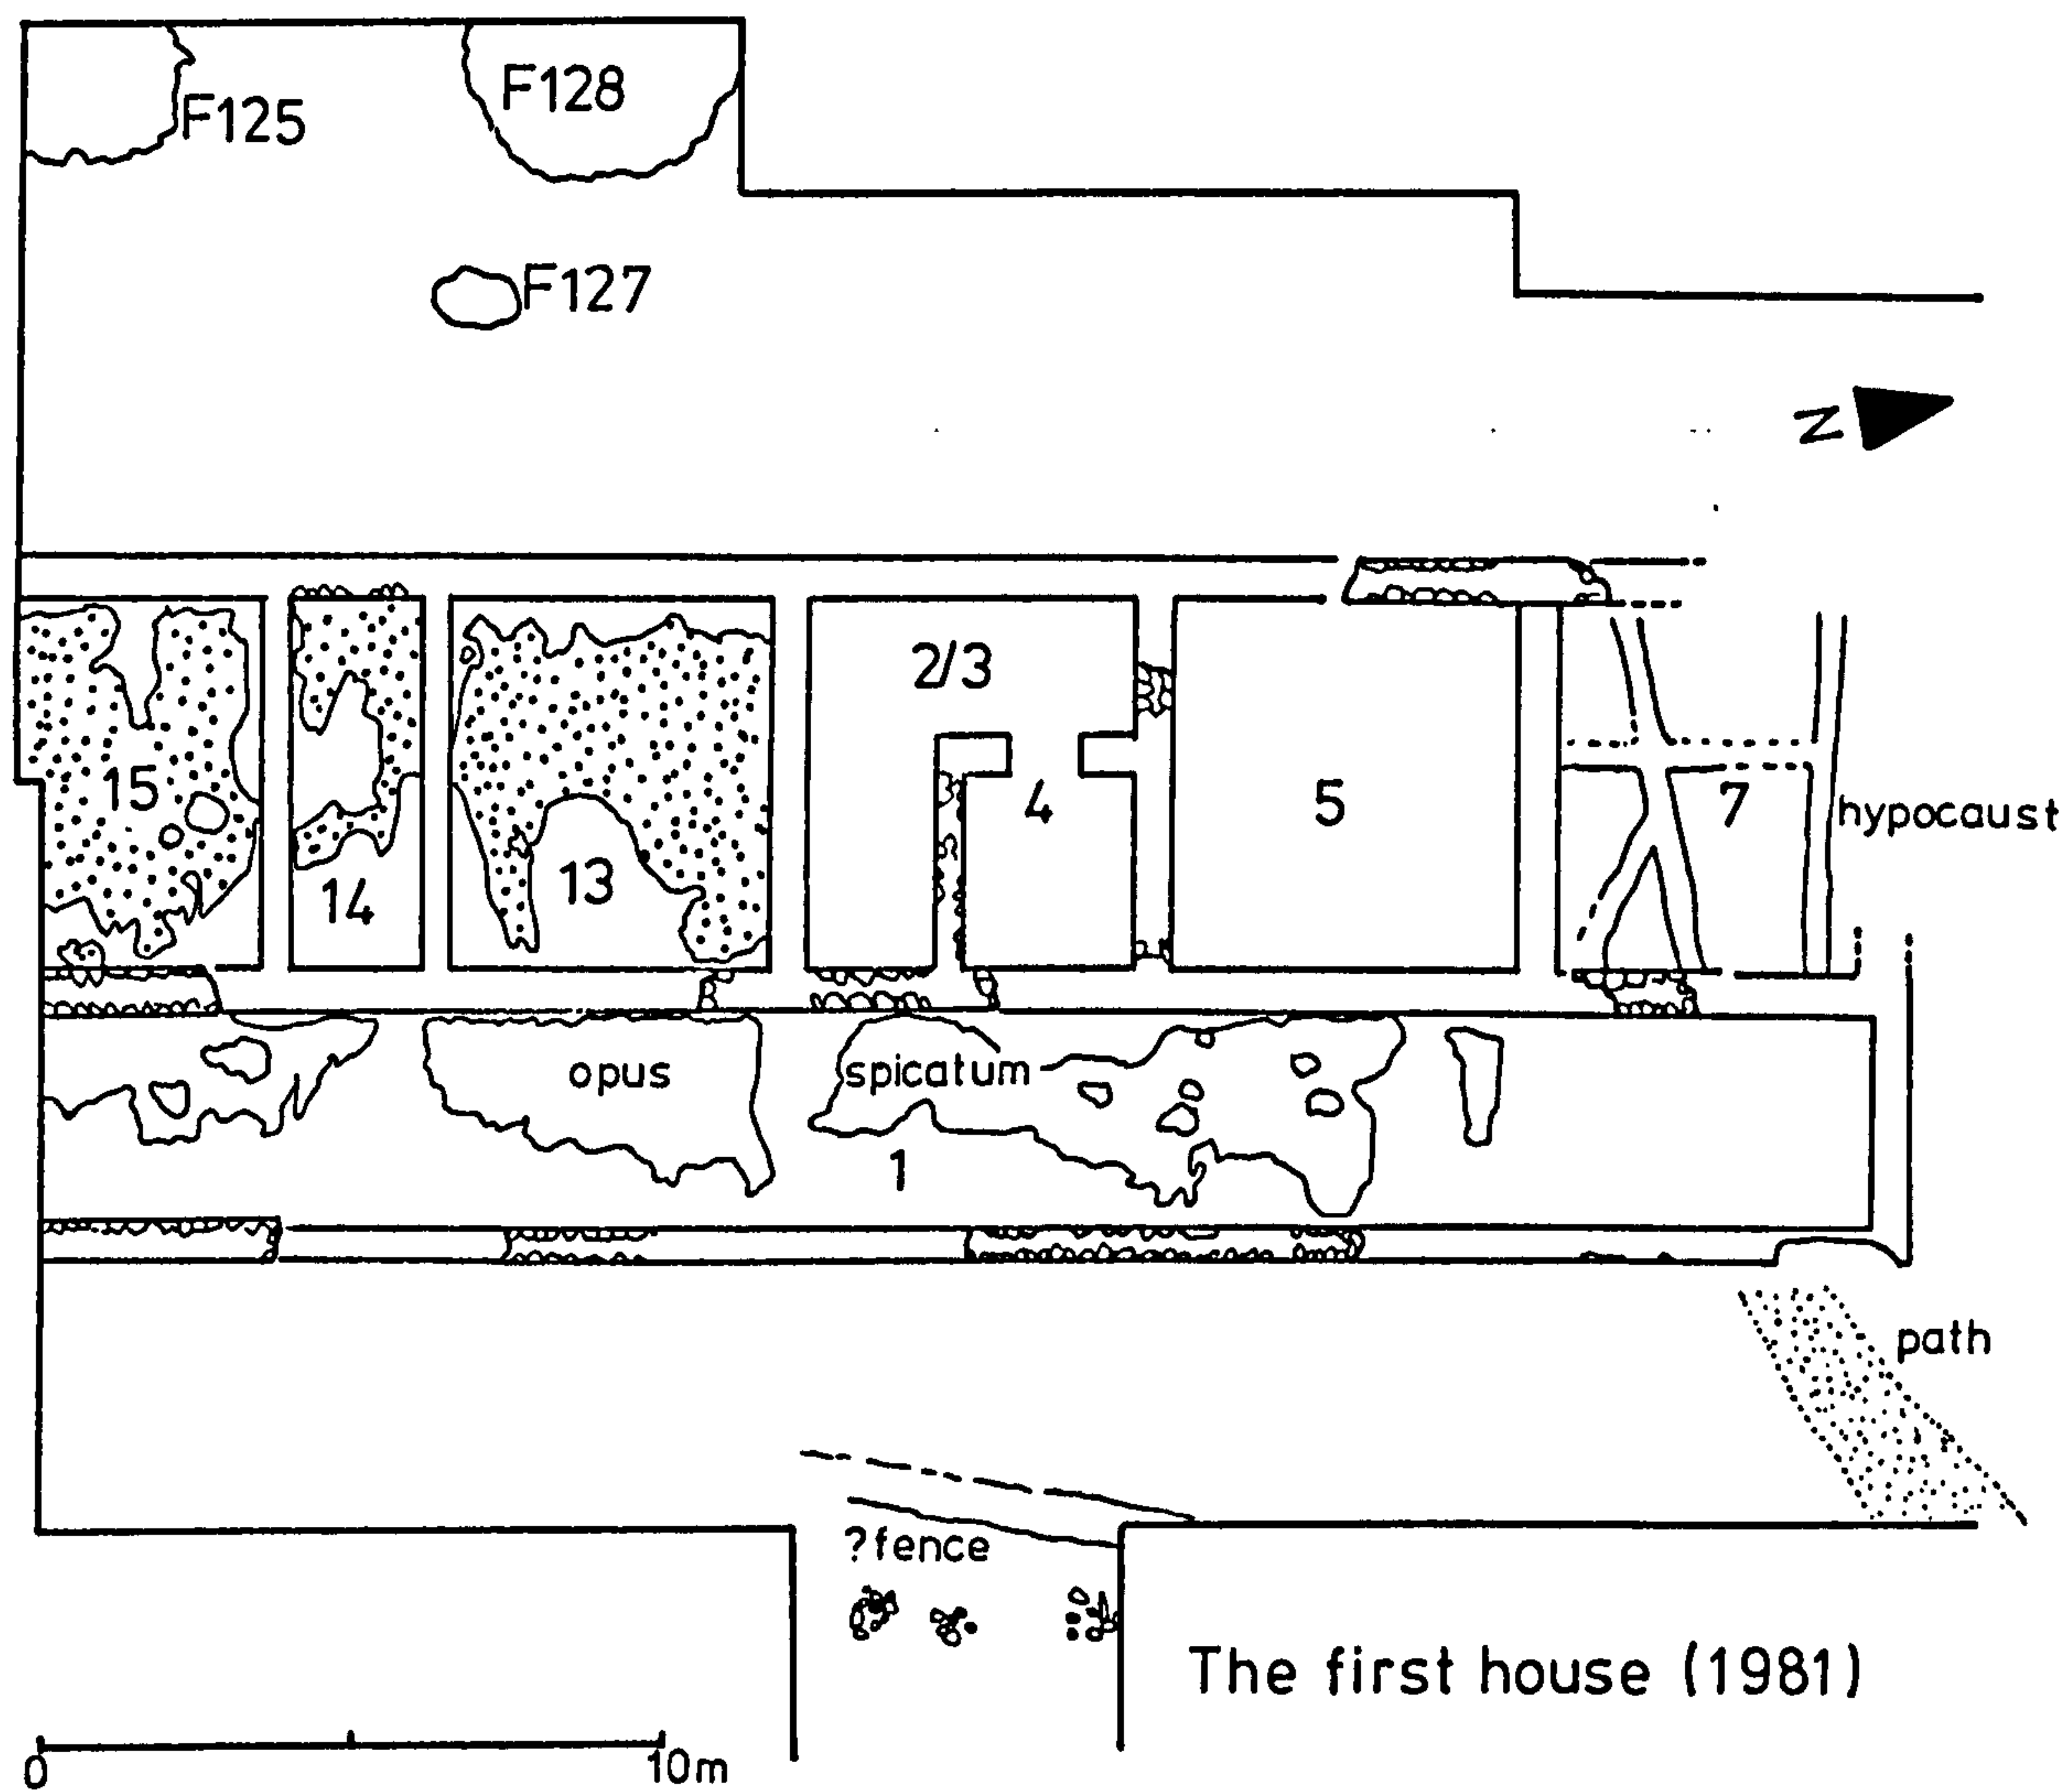 F125
F128
F127
N
2/3
15
4
5
7
hypocaust
14
13
opus spicatum
1
path
?fence
The first house (1981)
0 10m